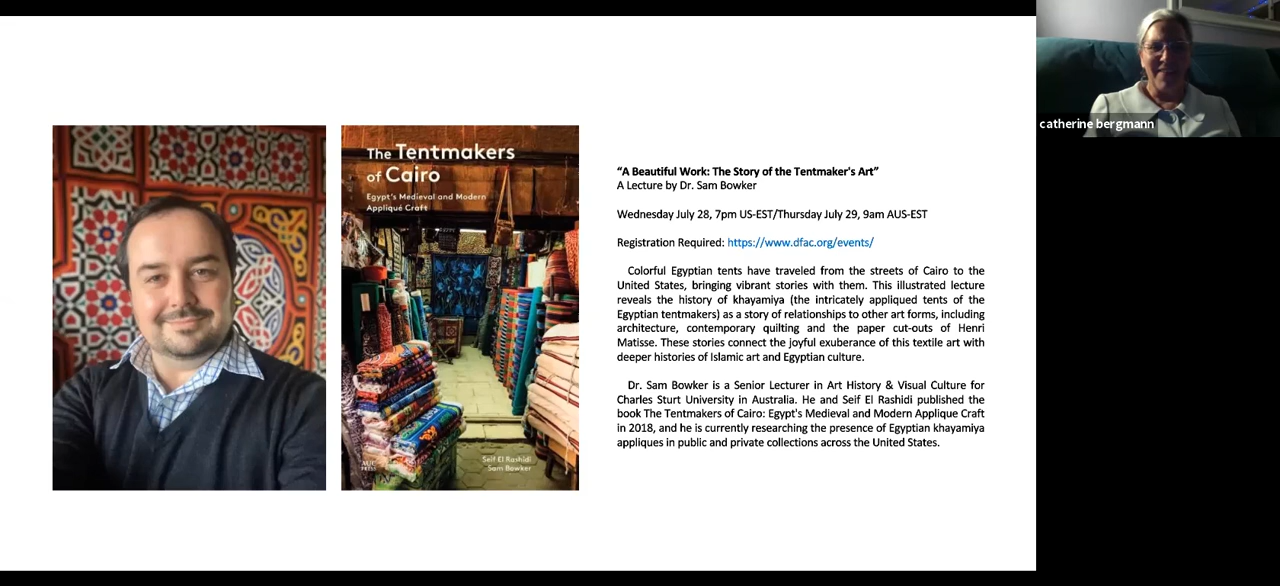 The Tentmakers
of Cairo
Egypt's Medieval and Modern
Appliqué Craft
AUC
PRESS
Seif El Rashidi
Sam Bowker
“A Beautiful Work: The Story of the Tentmaker's Art”
A Lecture by Dr. Sam Bowker
Wednesday July 28, 7pm US-EST/Thursday July 29, 9am AUS-EST
Registration Required: https://www.dfac.org/events/
Colorful Egyptian tents have traveled from the streets of Cairo to the
United States, bringing vibrant stories with them. This illustrated lecture
reveals the history of khayamiya (the intricately appliqued tents of the
Egyptian tentmakers) as a story of relationships to other art forms, including
architecture, contemporary quilting and the paper cut-outs of Henri
Matisse. These stories connect the joyful exuberance of this textile art with
deeper histories of Islamic art and Egyptian culture.
Dr. Sam Bowker is a Senior Lecturer in Art History & Visual Culture for
Charles Sturt University in Australia. He and Seif El Rashidi published the
book The Tentmakers of Cairo: Egypt's Medieval and Modern Applique Craft
in 2018, and he is currently researching the presence of Egyptian khayamiya
appliques in public and private collections across the United States.
catherine bergmann